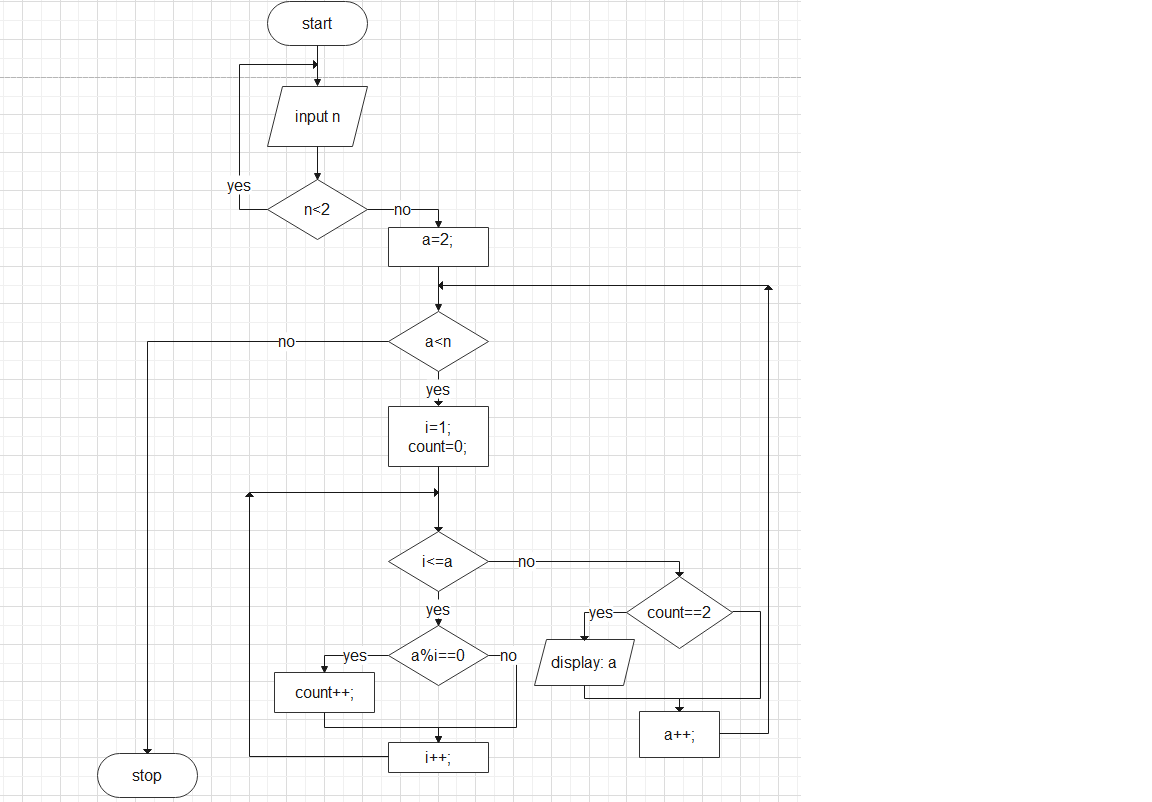 start
input n
yes
n<2
no
a=2;
no
a<n
yes
i=1;
count=0;
i<=a
no
yes
yes
count==2
yes
a%i==0
no
display: a
count++;
a++;
i++;
stop